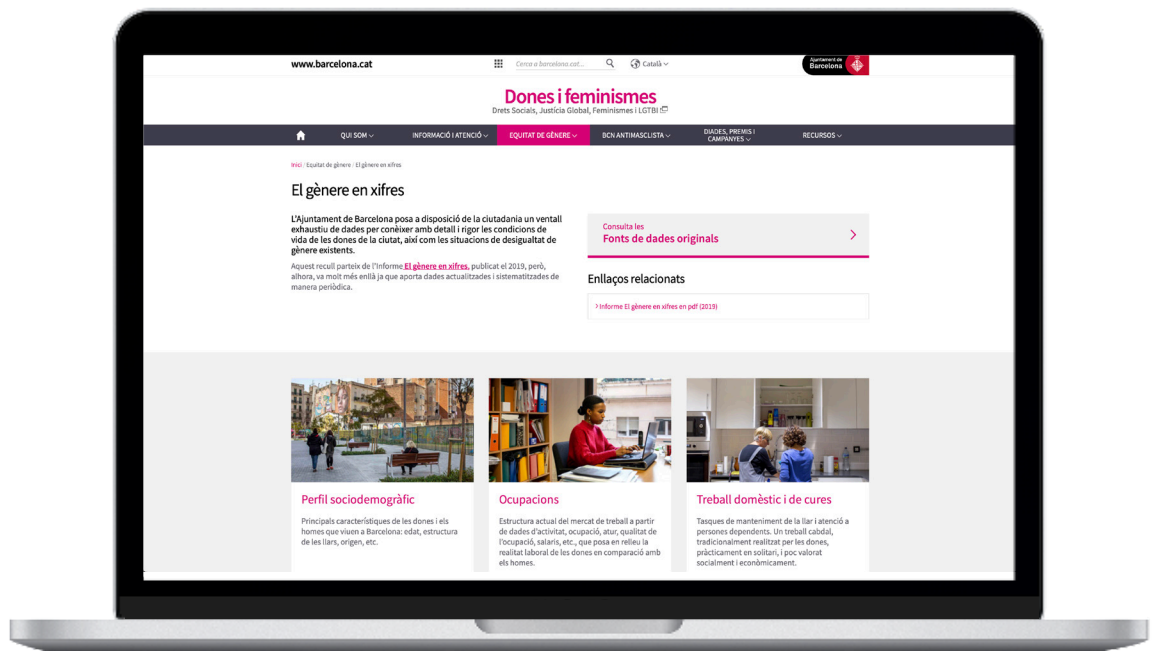 www.barcelona.cat
Cerca a barcelona.cat...
Català
Ajuntament de
Barcelona
Dones i feminismes
Drets Socials, Justícia Global, Feminismes i LGTBI
QUI SOM
INFORMACIÓ I ATENCIÓ
EQUITAT DE GÈNERE
BCN ANTIMASCLISTA
DIADES, PREMIS I
CAMPANYES
RECURSOS
Inici / Equitat de gènere / El gènere en xifres
El gènere en xifres
L'Ajuntament de Barcelona posa a disposició de la ciutadania un ventall
exhaustiu de dades per conèixer amb detall i rigor les condicions de
vida de les dones de la ciutat, així com les situacions de desigualtat de
gènere existents.
Aquest recull parteix de l'Informe El gènere en xifres, publicat el 2019, però,
alhora, va molt més enllà ja que aporta dades actualitzades i sistematitzades de
manera periòdica.
Consulta les
Fonts de dades originals
Enllaços relacionats
Informe El gènere en xifres en pdf (2019)
Perfil sociodemogràfic
Principals característiques de les dones i els
homes que viuen a Barcelona: edat, estructura
de les llars, origen, etc.
Ocupacions
Estructura actual del mercat de treball a partir
de dades d'activitat, ocupació, atur, qualitat de
l'ocupació, salaris, etc., que posa en relleu la
realitat laboral de les dones en comparació amb
els homes.
Treball domèstic i de cures
Tasques de manteniment de la llar i atenció a
persones dependents. Un treball cabdal,
tradicionalment realitzat per les dones,
pràcticament en solitari, i poc valorat
socialment i econòmicament.